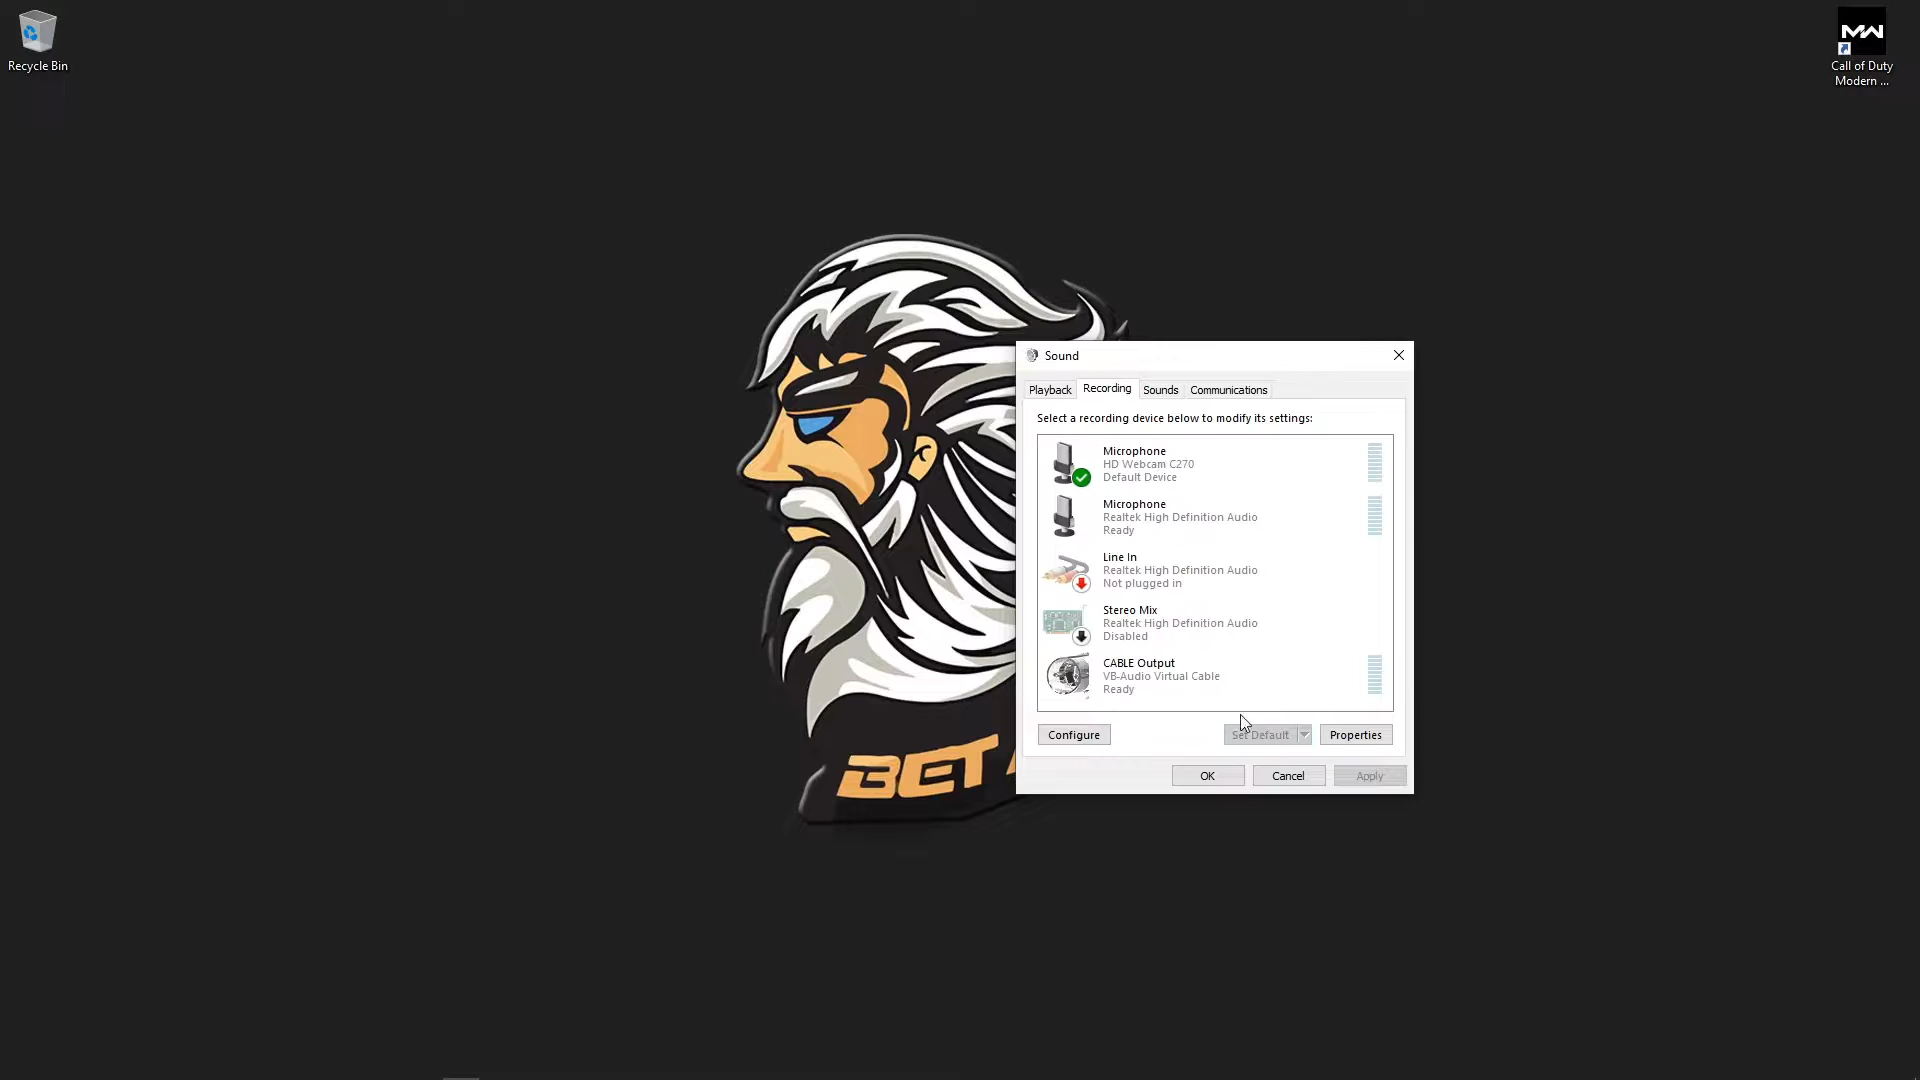 Recycle Bin
MW
Call of Duty
Modern ...
Sound
Playback
Recording
Sounds
Communications
Select a recording device below to modify its settings:
Microphone
HD Webcam C270
Default Device
Microphone
Realtek High Definition Audio
Ready
Line In
Realtek High Definition Audio
Not plugged in
Stereo Mix
Realtek High Definition Audio
Disabled
CABLE Output
VB-Audio Virtual Cable
Ready
Configure
Set Default
Properties
OK
Cancel
Apply
BET